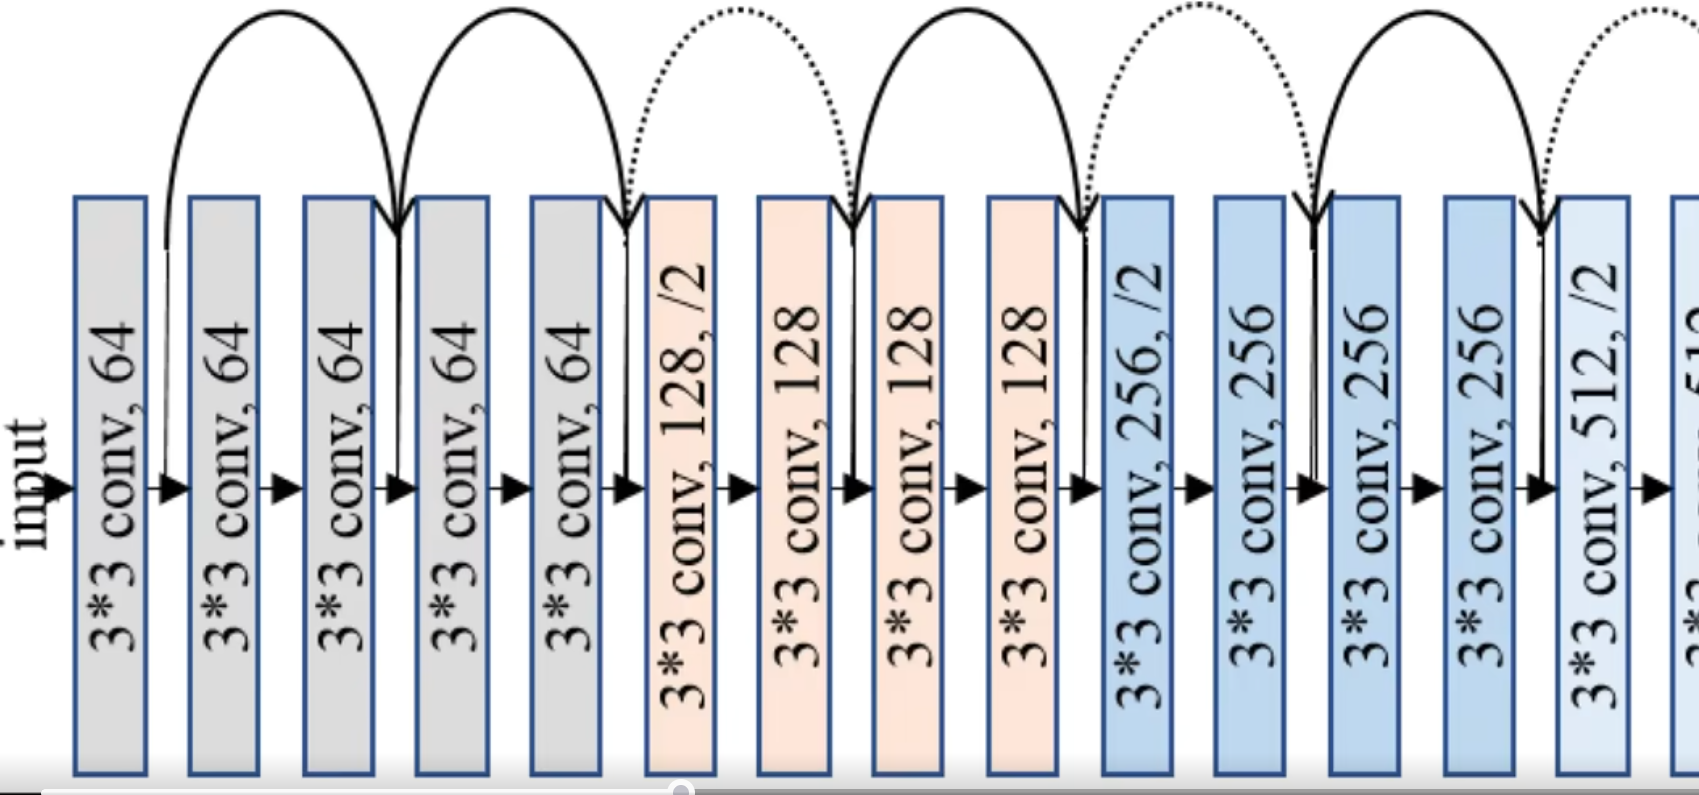 input
3*3 conv, 64
3*3 conv, 64
3*3 conv, 64
3*3 conv, 64
3*3 conv, 64
3*3 conv, 128, /2
3*3 conv, 128
3*3 conv, 128
3*3 conv, 128
3*3 conv, 256, /2
3*3 conv, 256
3*3 conv, 256
3*3 conv, 256
3*3 conv, 512, /2